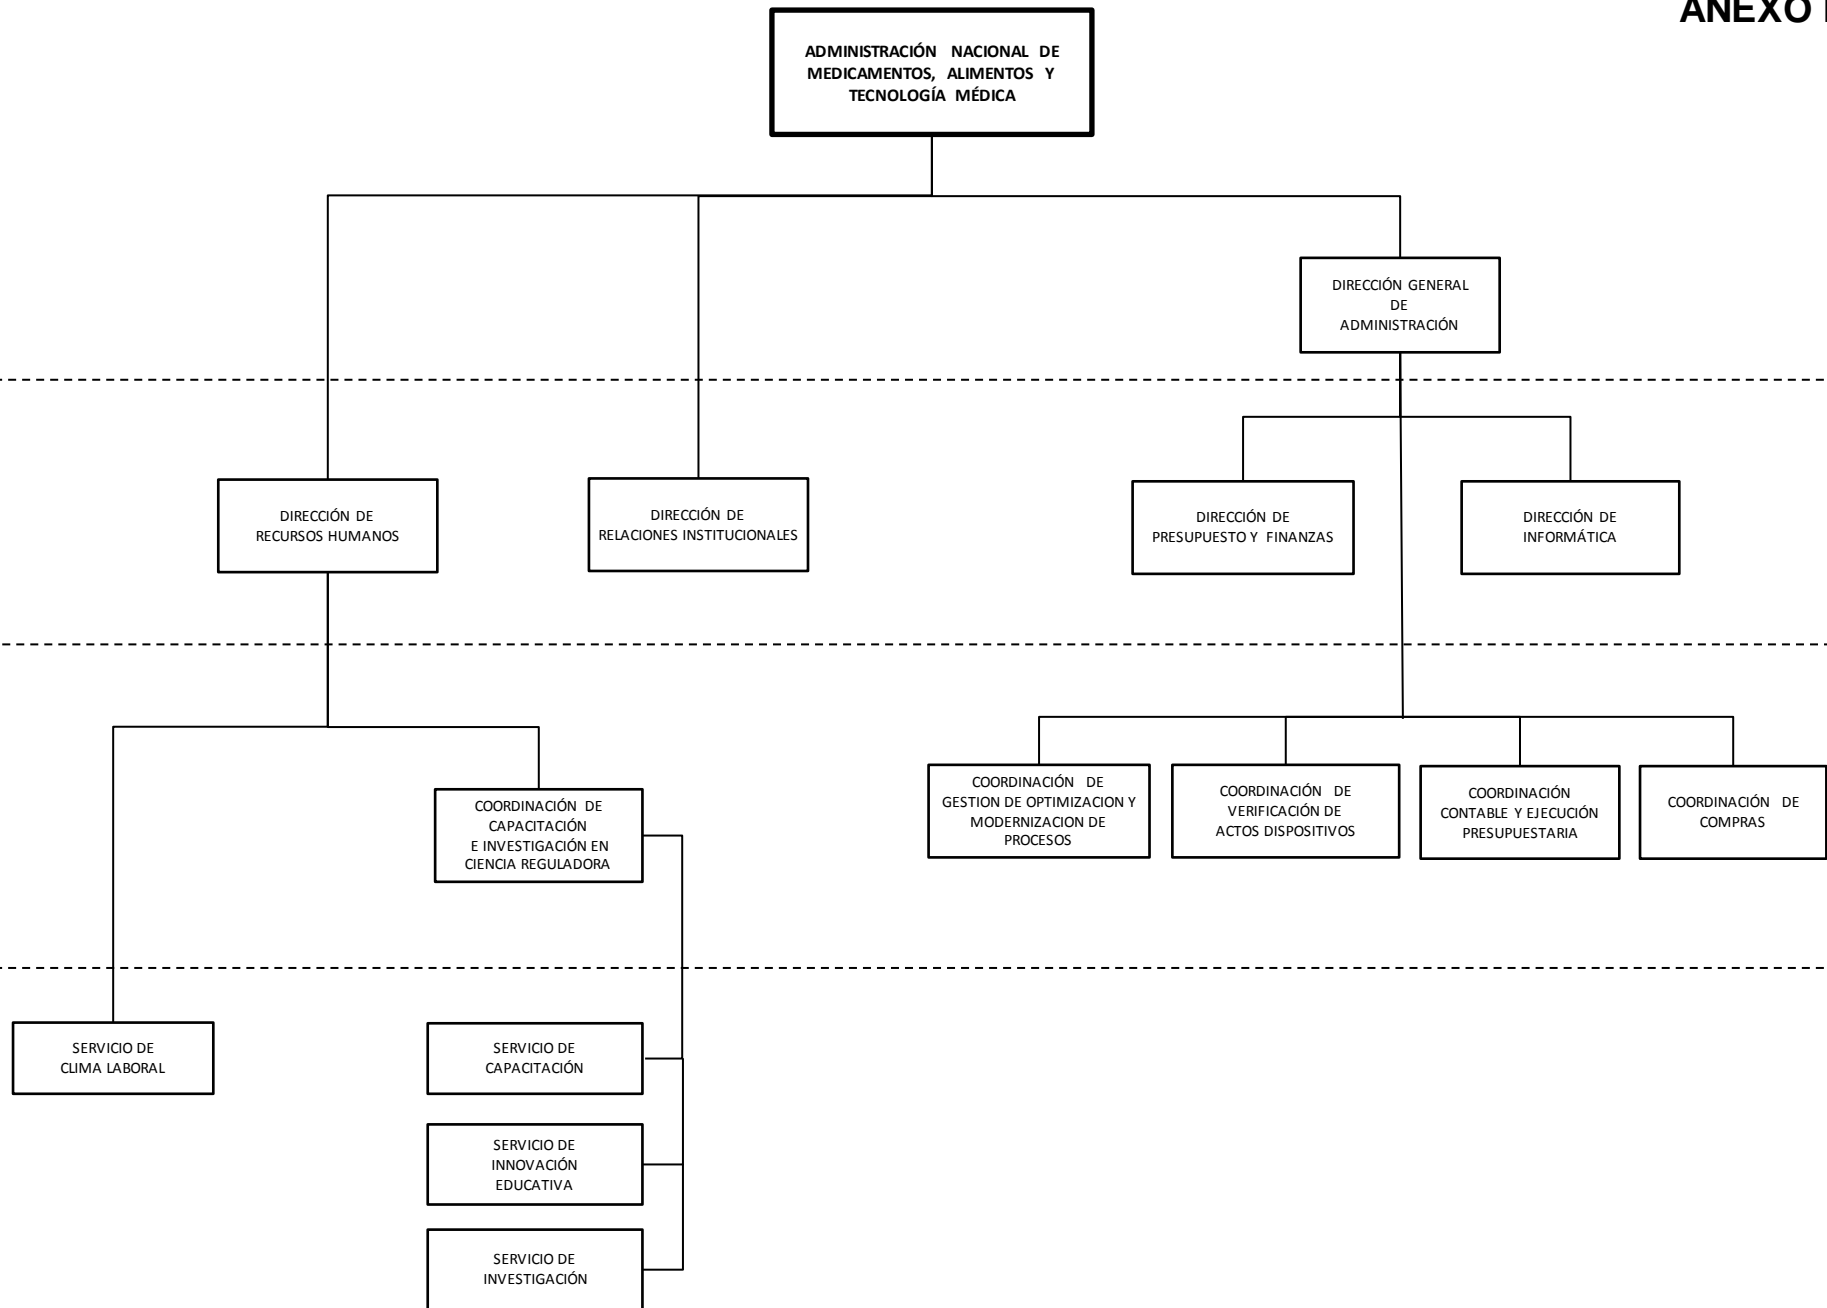 ANEXO I
ADMINISTRACIÓN NACIONAL DE
MEDICAMENTOS, ALIMENTOS Y
TECNOLOGÍA MÉDICA
DIRECCIÓN GENERAL
DE
ADMINISTRACIÓN
DIRECCIÓN DE
RECURSOS HUMANOS
DIRECCIÓN DE
RELACIONES INSTITUCIONALES
DIRECCIÓN DE
PRESUPUESTO Y FINANZAS
DIRECCIÓN DE
INFORMÁTICA
COORDINACIÓN DE
CAPACITACIÓN
E INVESTIGACIÓN EN
CIENCIA REGULADORA
COORDINACIÓN DE
GESTION DE OPTIMIZACION Y
MODERNIZACION DE
PROCESOS
COORDINACIÓN DE
VERIFICACIÓN DE
ACTOS DISPOSITIVOS
COORDINACIÓN
CONTABLE Y EJECUCIÓN
PRESUPUESTARIA
COORDINACIÓN DE
COMPRAS
SERVICIO DE
CLIMA LABORAL
SERVICIO DE
CAPACITACIÓN
SERVICIO DE
INNOVACIÓN
EDUCATIVA
SERVICIO DE
INVESTIGACIÓN